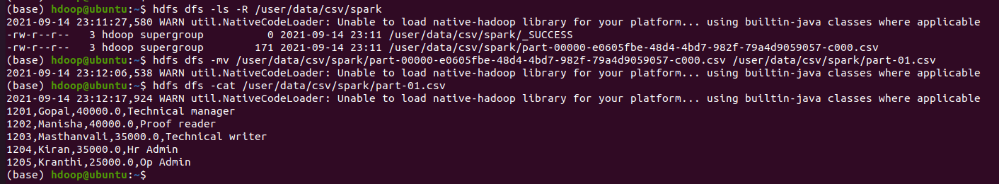 (base) hdoop@ubuntu:~$ hdfs dfs -ls -R /user/data/csv/spark
2021-09-14 23:11:27,580 WARN util.NativeCodeLoader: Unable to load native-hadoop library for your platform... using builtin-java classes where applicable
-rw-r--r--   3 hdoop supergroup          0 2021-09-14 23:11 /user/data/csv/spark/_SUCCESS
-rw-r--r--   3 hdoop supergroup        171 2021-09-14 23:11 /user/data/csv/spark/part-00000-e0605fbe-48d4-4bd7-982f-79a4d9059057-c000.csv
(base) hdoop@ubuntu:~$ hdfs dfs -mv /user/data/csv/spark/part-00000-e0605fbe-48d4-4bd7-982f-79a4d9059057-c000.csv /user/data/csv/spark/part-01.csv
2021-09-14 23:12:06,538 WARN util.NativeCodeLoader: Unable to load native-hadoop library for your platform... using builtin-java classes where applicable
(base) hdoop@ubuntu:~$ hdfs dfs -cat /user/data/csv/spark/part-01.csv
2021-09-14 23:12:17,924 WARN util.NativeCodeLoader: Unable to load native-hadoop library for your platform... using builtin-java classes where applicable
1201,Gopal,40000.0,Technical manager
1202,Manisha,40000.0,Proof reader
1203,Masthanvali,35000.0,Technical writer
1204,Kiran,35000.0,Hr Admin
1205,Kranthi,25000.0,Op Admin
(base) hdoop@ubuntu:~$